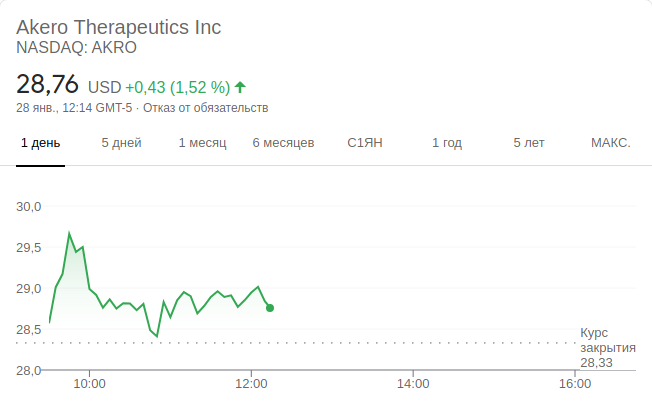 Akero Therapeutics Inc
NASDAQ: AKRO
28,76 USD +0,43 (1,52 %)
28 янв., 12:14 GMT-5 · Отказ от обязательств
1 день 5 дней 1 месяц 6 месяцев С1ЯН 1 год 5 лет МАКС.
30,0
29,5
29,0
28,5
Курс
закрытия
28,33
28,0
10:00 12:00 14:00 16:00